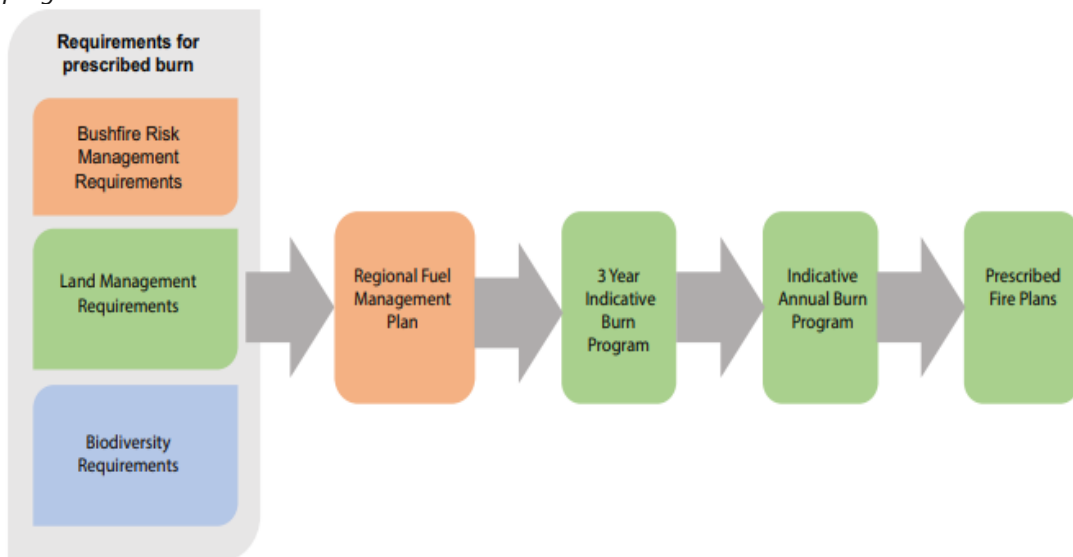 Requirements for
prescribed burn
Bushfire Risk
Management
Requirements
Land Management
Requirements
Biodiversity
Requirements
Regional Fuel
Management
Plan
3 Year
Indicative
Burn
Program
Indicative
Annual Burn
Program
Prescribed
Fire Plans